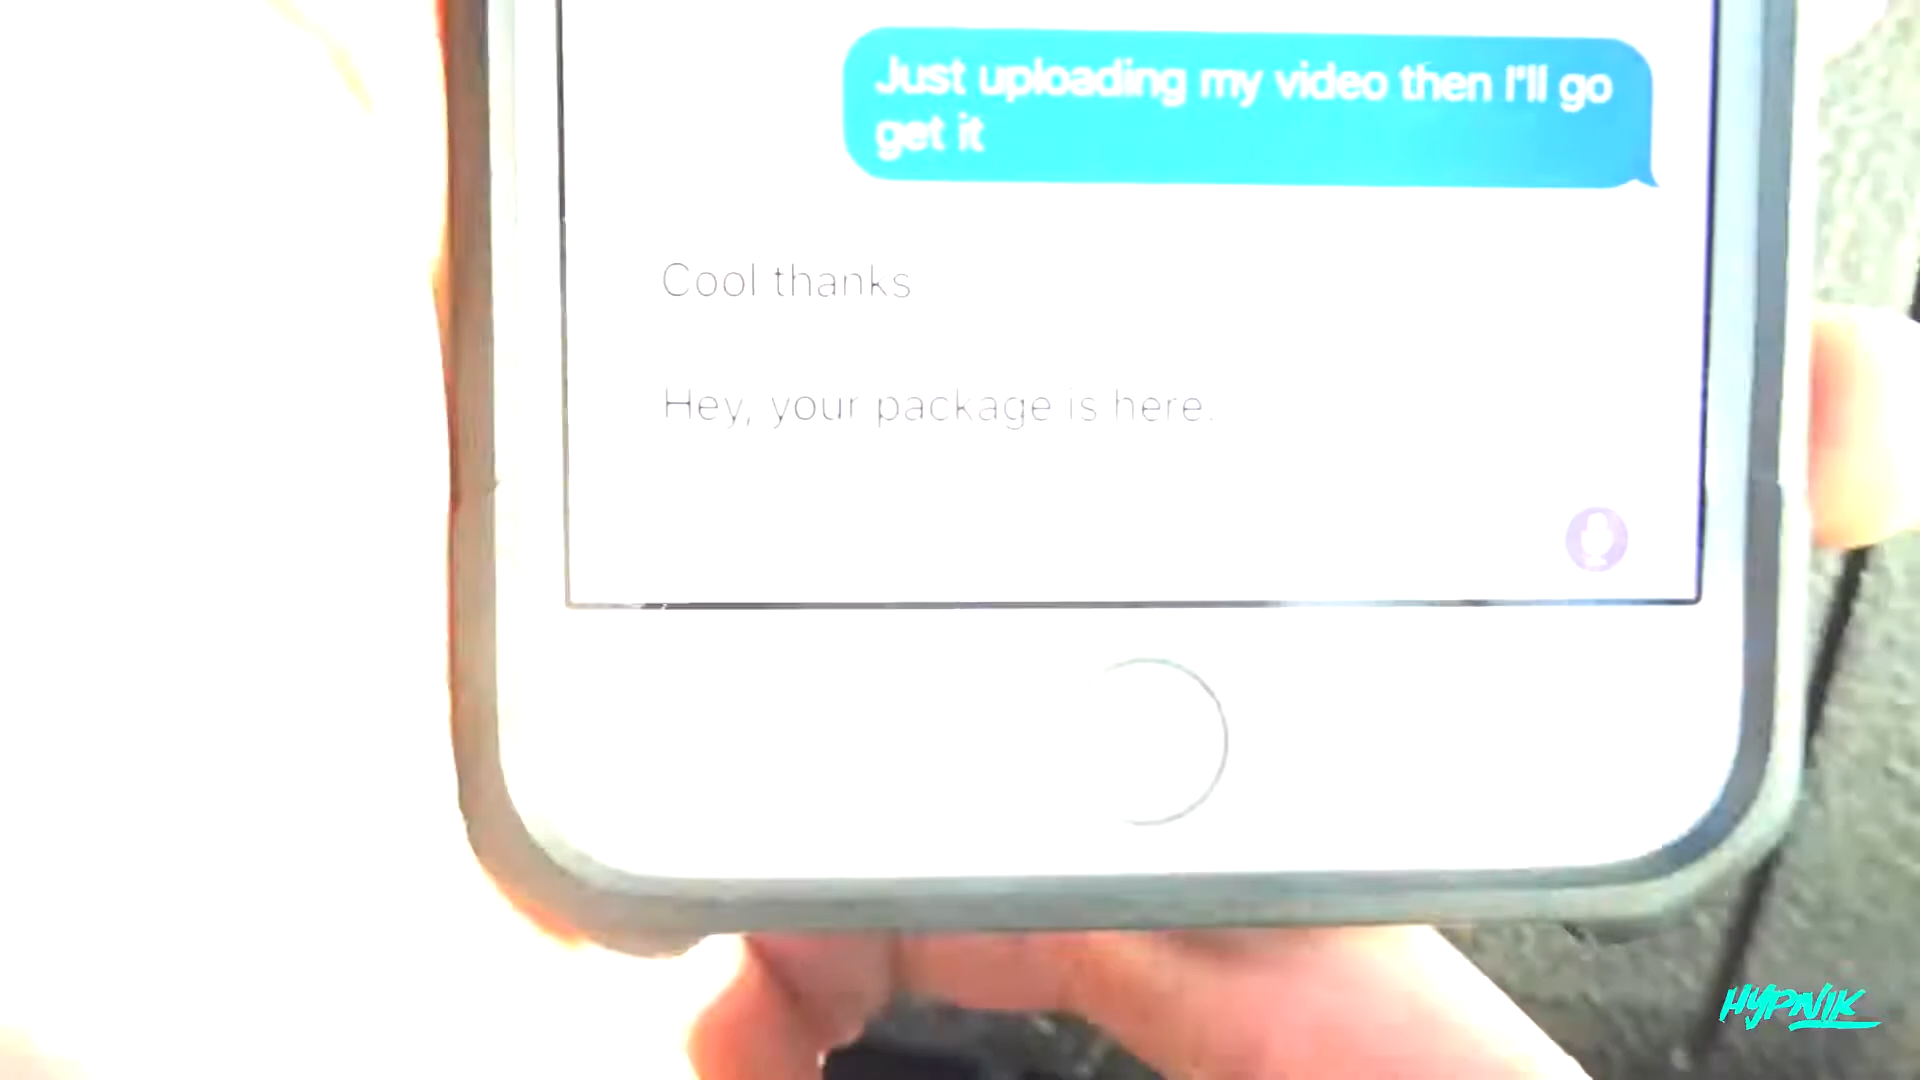 Just uploading my video then I'll go
get it
Cool thanks
Hey, your package is here.
HYPNIK